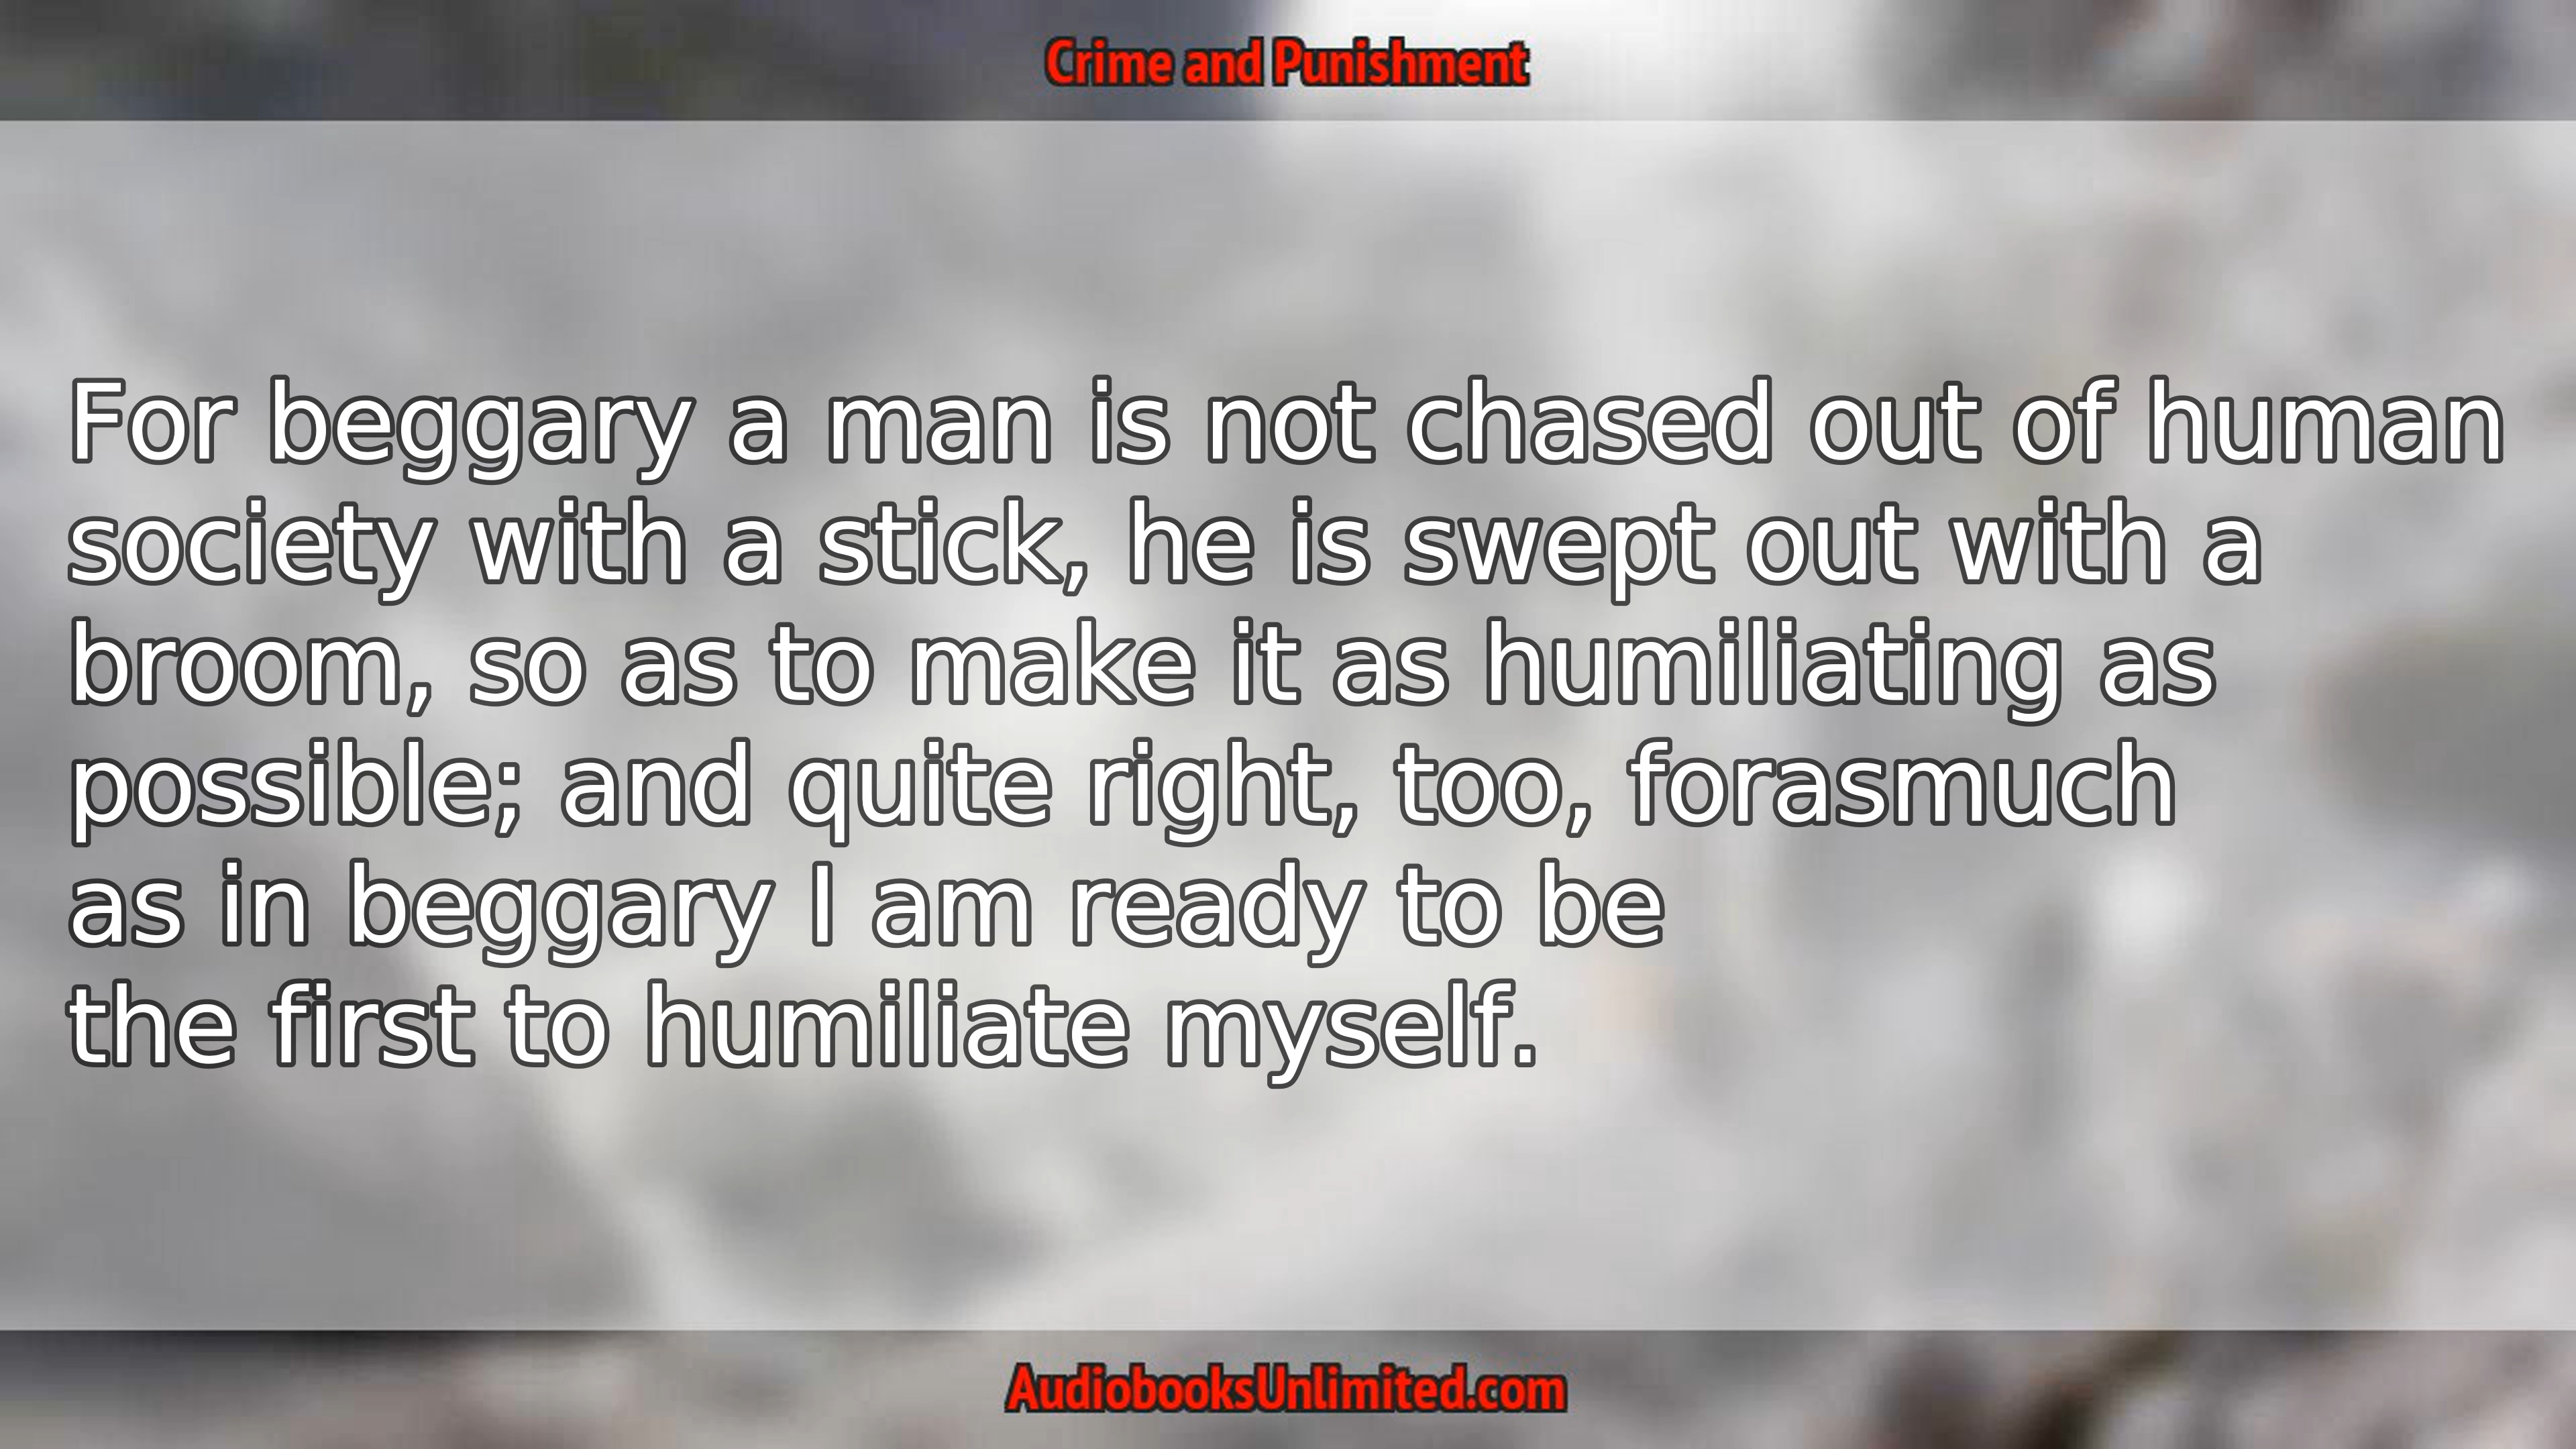 Crime and Punishment
For beggary a man is not chased out of human
society with a stick, he is swept out with a
broom, so as to make it as humiliating as
possible; and quite right, too, forasmuch
as in beggary I am ready to be
the first to humiliate myself.
AudiobooksUnlimited.com